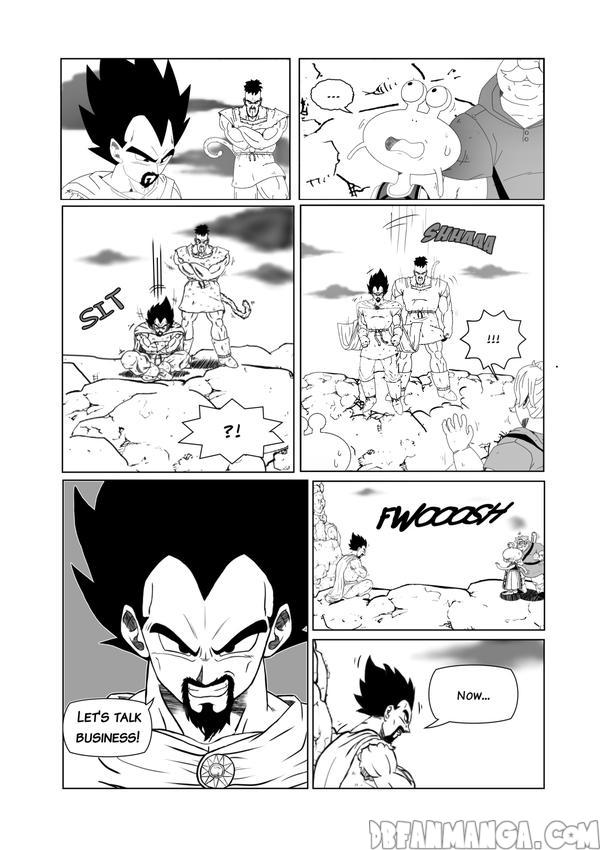 ...
SHHAAA
!!!
SIT
?!
FWOOOSH
NOW...
LET'S TALK
BUSINESS!
DBFANMANGA.COM